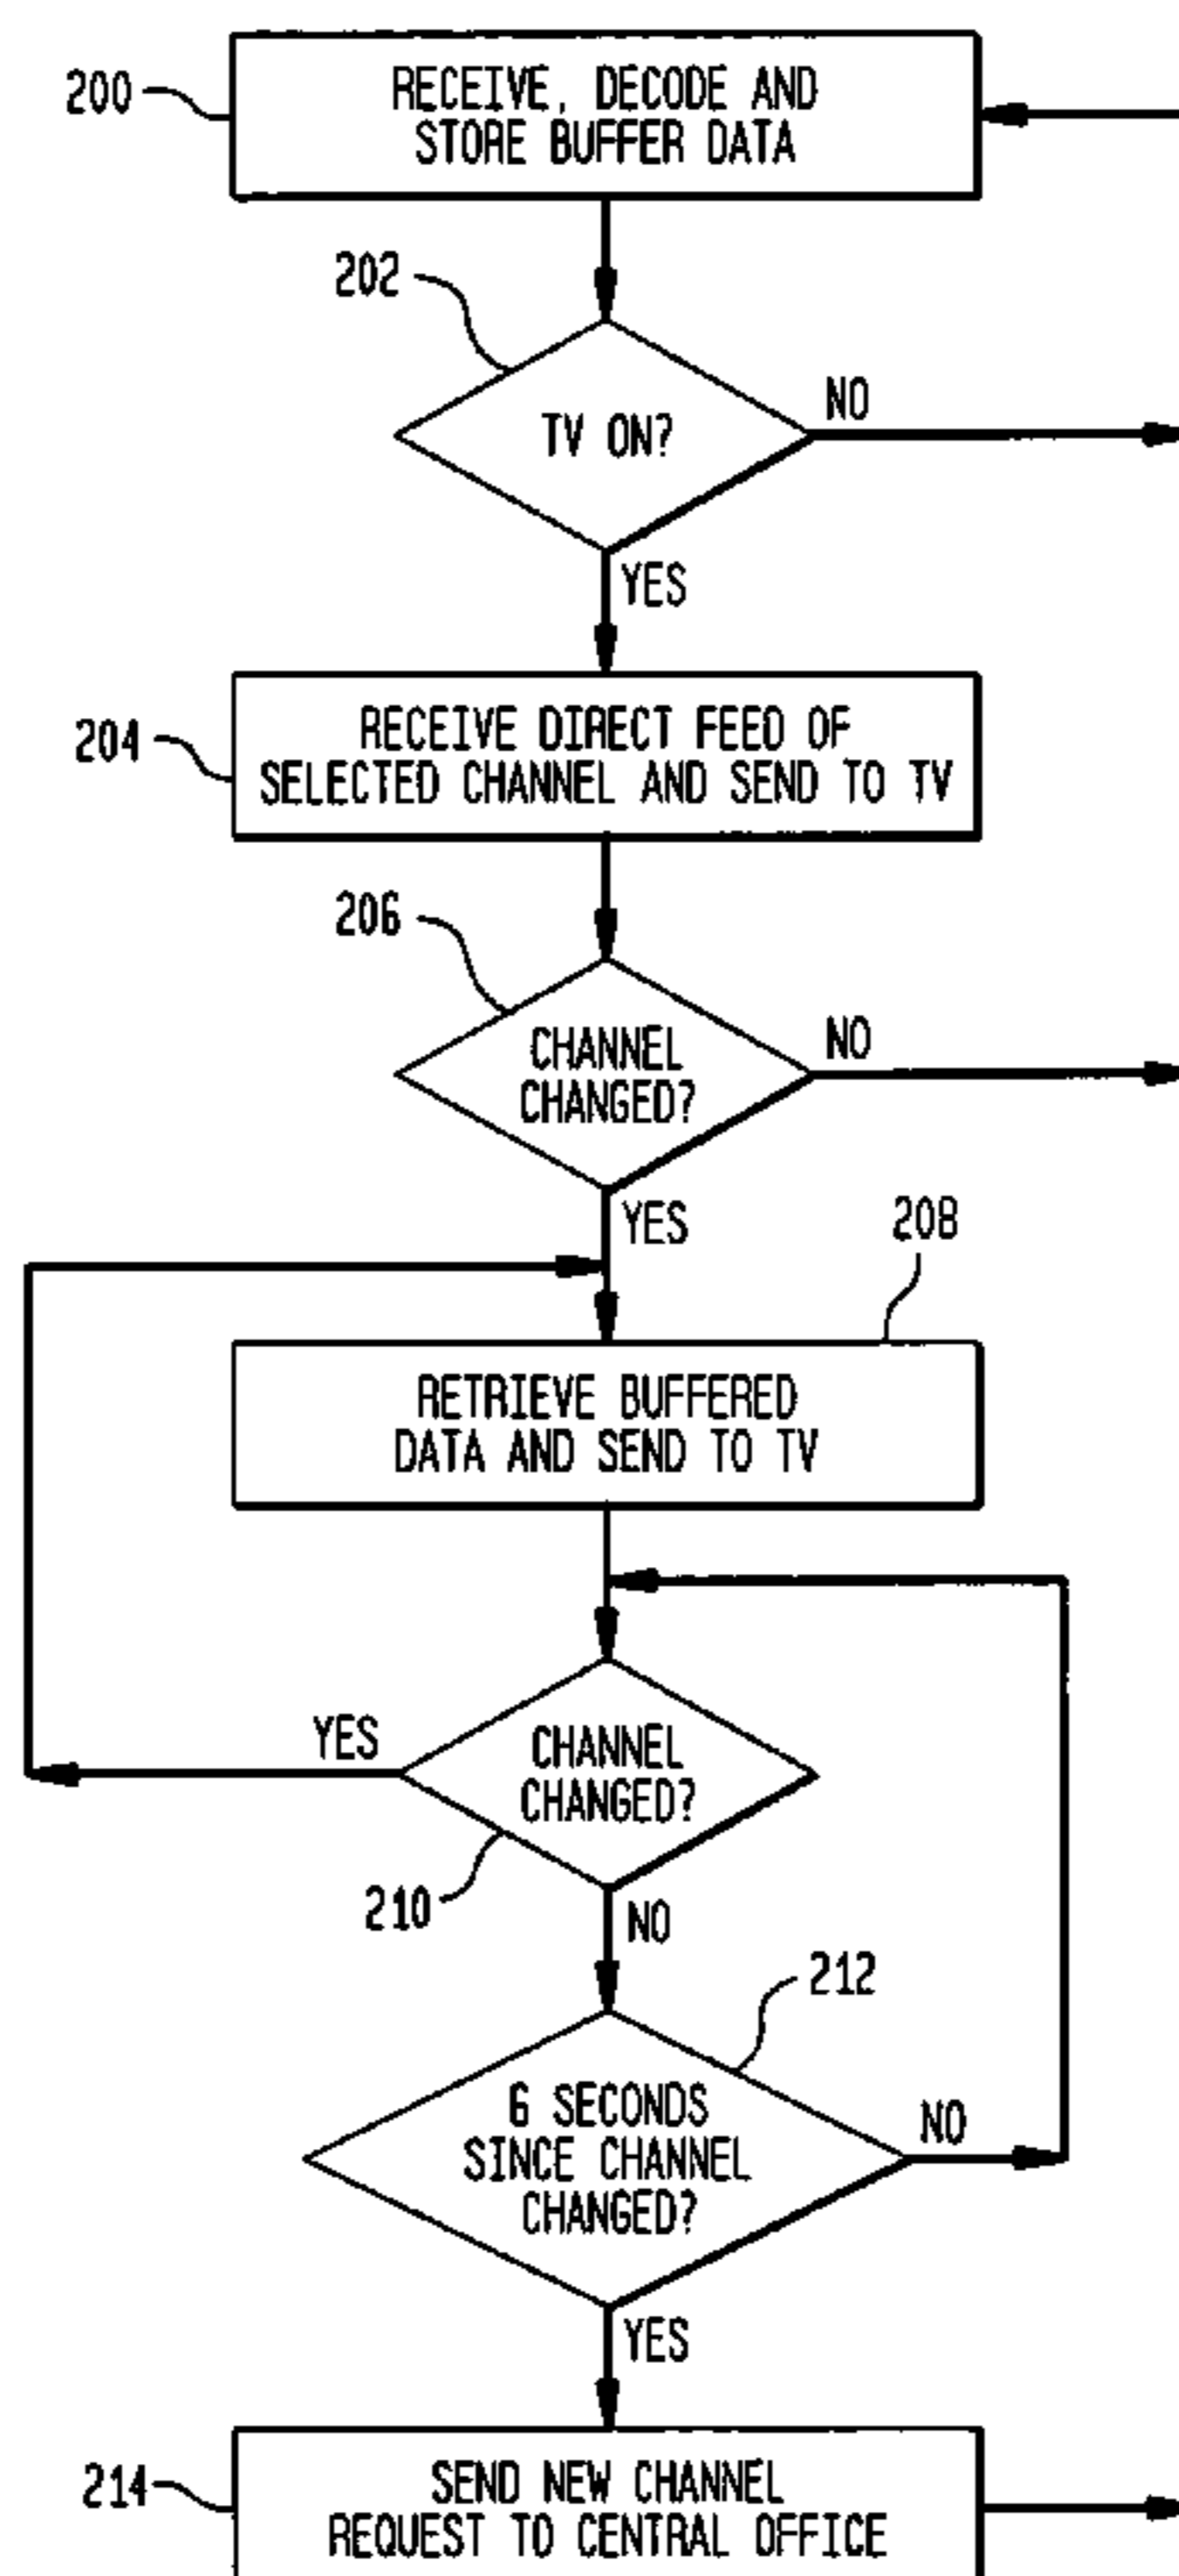 200
RECEIVE, DECODE AND
STORE BUFFER DATA
202
TV ON?
NO
YES
204
RECEIVE DIRECT FEED OF
SELECTED CHANNEL AND SEND TO TV
206
CHANNEL
CHANGED?
NO
YES
208
RETRIEVE BUFFERED
DATA AND SEND TO TV
YES
CHANNEL
CHANGED?
210
NO
212
6 SECONDS
SINCE CHANNEL
CHANGED?
NO
YES
214
SEND NEW CHANNEL
REQUEST TO CENTRAL OFFICE